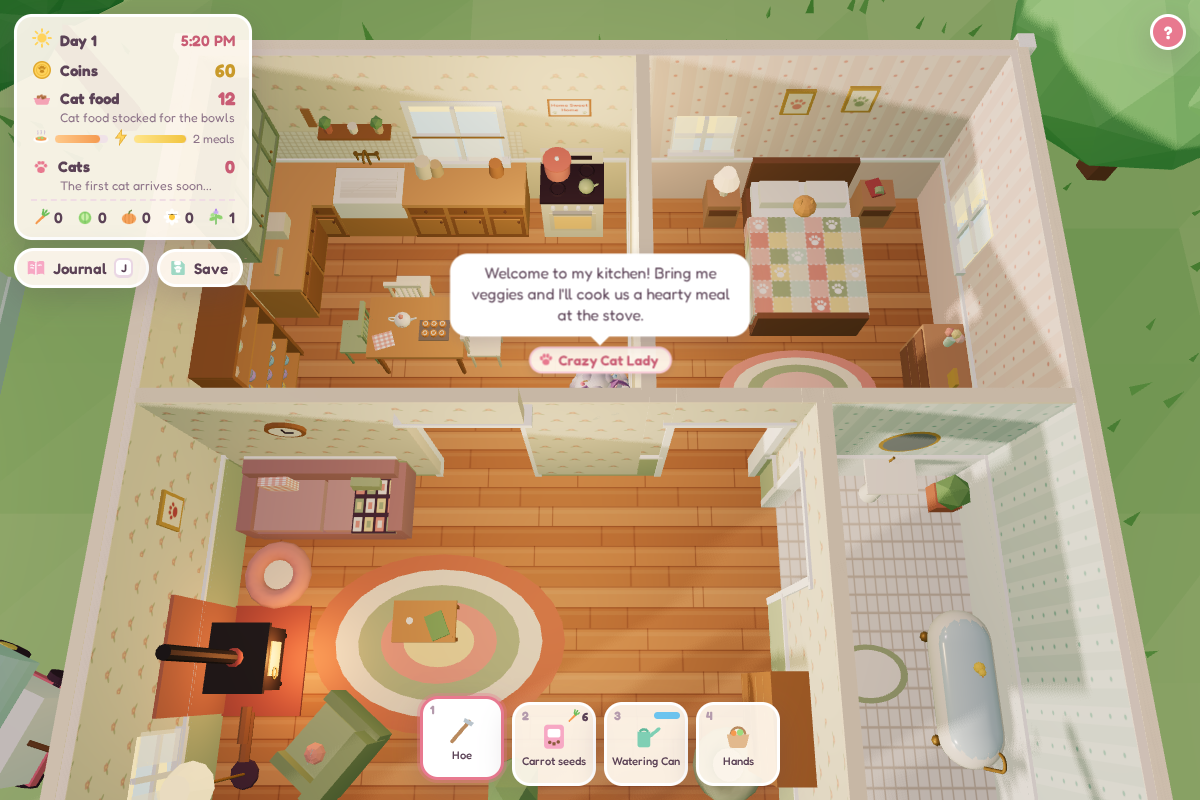 Day 1
5:20 PM
Coins
60
Cat food
12
Cat food stocked for the bowls
2 meals
Cats
0
The first cat arrives soon...
0
0
0
0
1
Journal
J
Save
?
Welcome to my kitchen! Bring me
veggies and I'll cook us a hearty meal
at the stove.
Crazy Cat Lady
1
Hoe
2
6
Carrot seeds
3
Watering Can
4
Hands